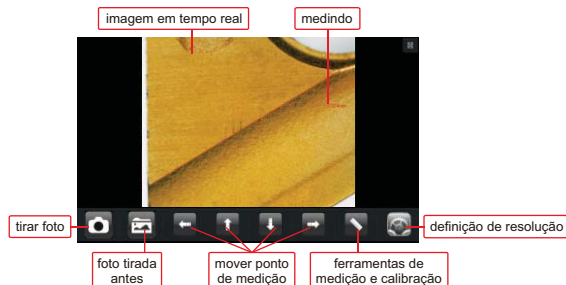 imagem em tempo real
medindo
tirar foto
definição de resolução
foto tirada
antes
mover ponto
de medição
ferramentas de
medição e calibração